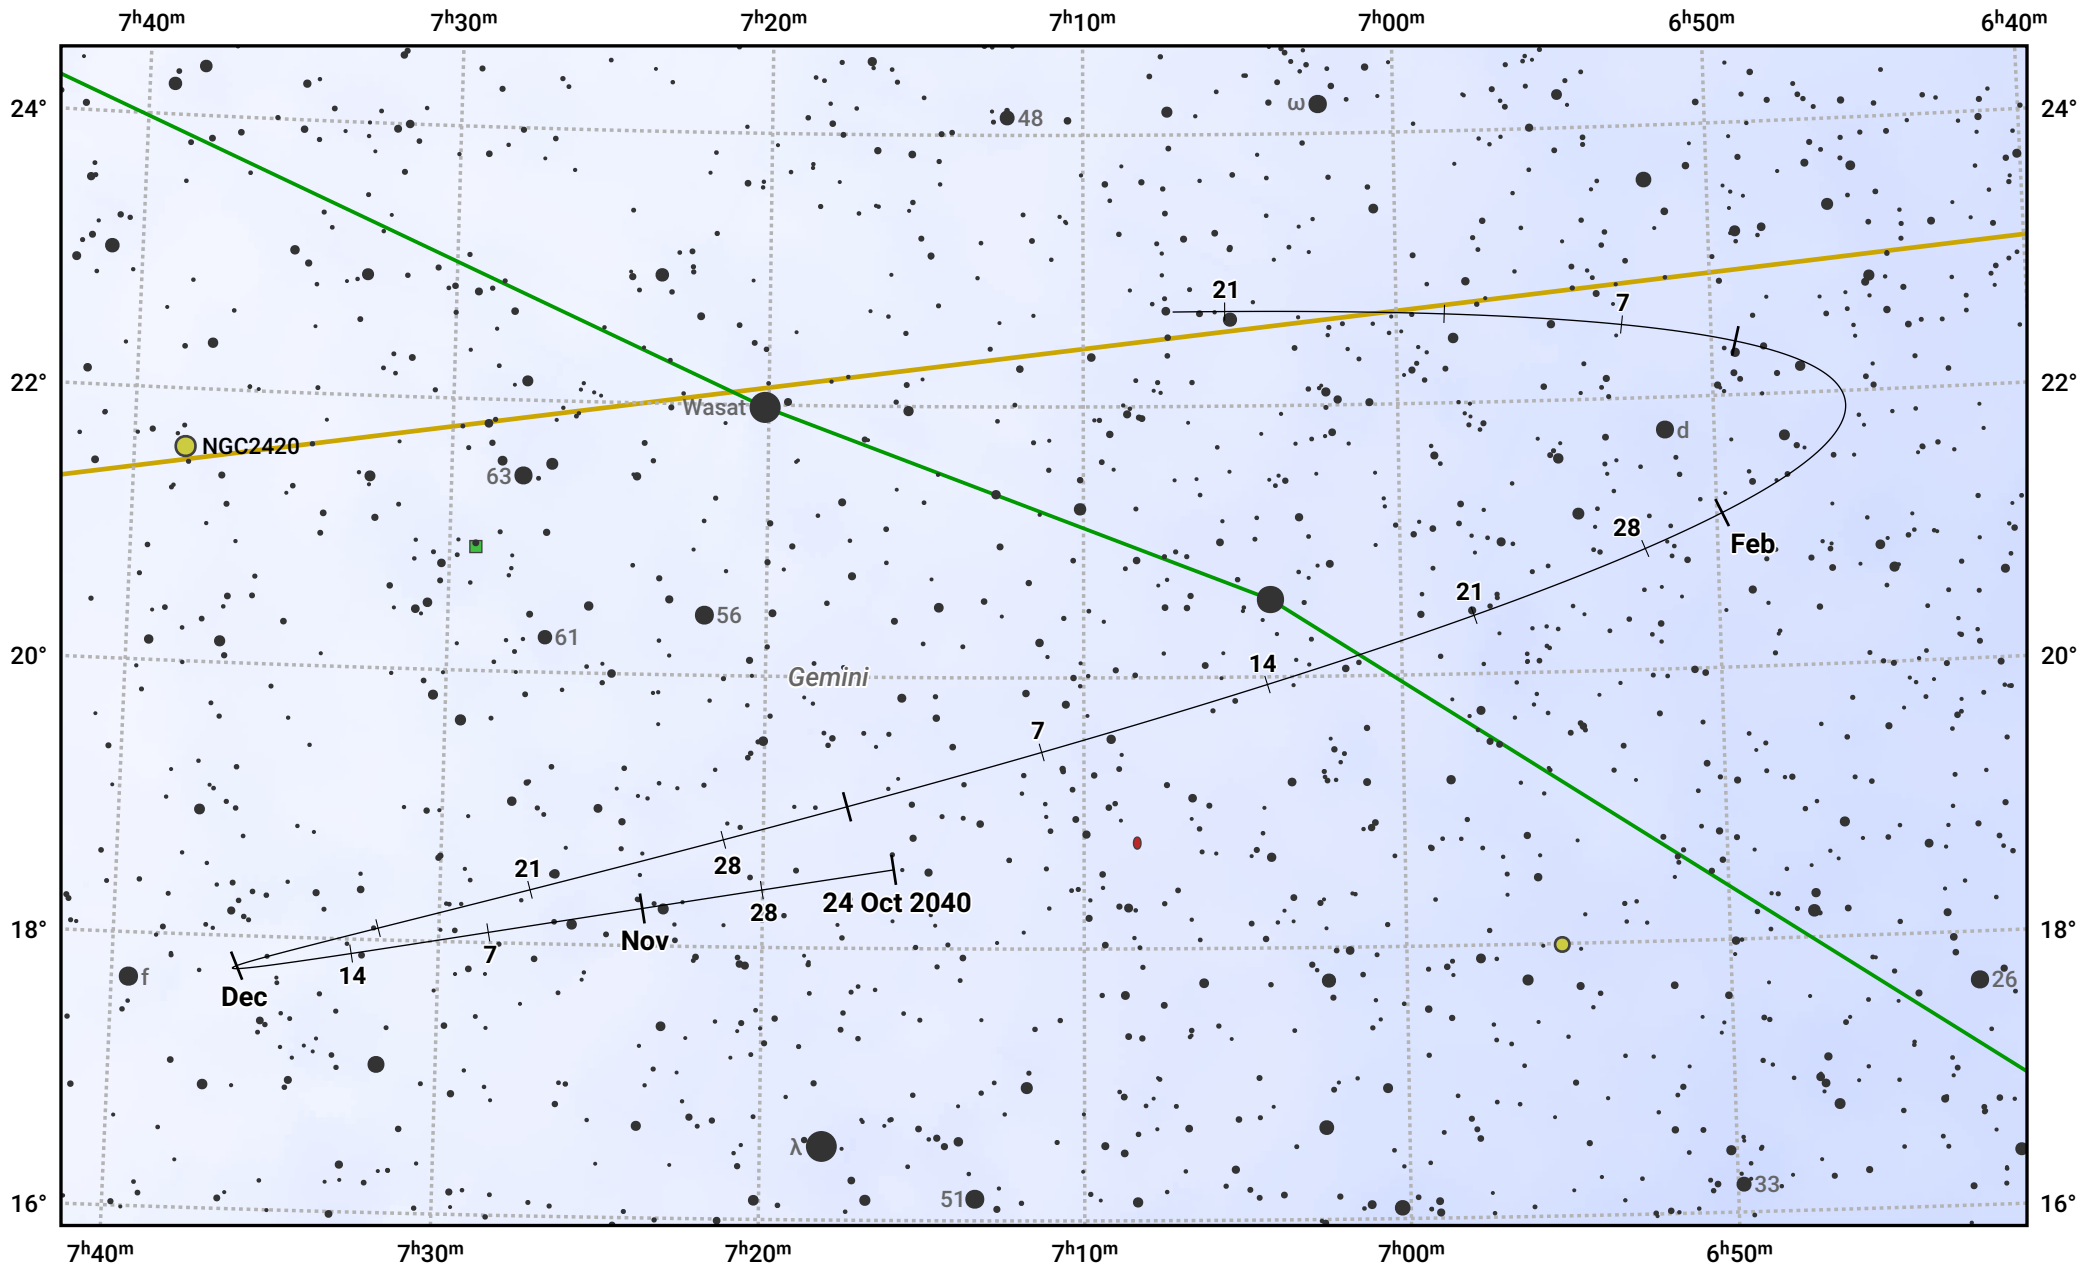 7ʰ40ᵐ 7ʰ30ᵐ 7ʰ20ᵐ 7ʰ10ᵐ 7ʰ00ᵐ 6ʰ50ᵐ 6ʰ40ᵐ
24° 48 ω 24°
21 7
22° Wasat d 22°
NGC2420
63
28 Feb
21
56
61
20° 14 20°
Gemini
7
21 28
24 Oct 2040
28
18° Nov 18°
7
14
f 26
Dec
λ
51 33
16° 16°
7ʰ40ᵐ 7ʰ30ᵐ 7ʰ20ᵐ 7ʰ10ᵐ 7ʰ00ᵐ 6ʰ50ᵐ